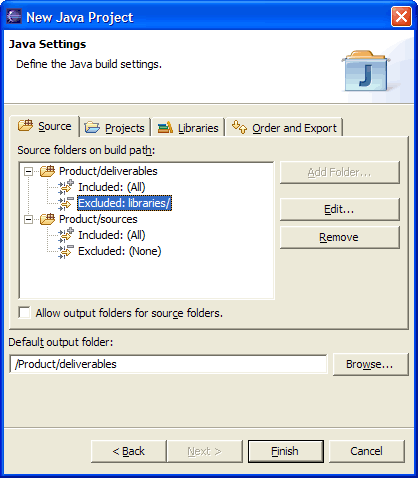 New Java Project
Java Settings
Define the Java build settings.
Source Projects Libraries Order and Export
Source folders on build path:
Product/deliverables
Included: (All)
Excluded: libraries/
Product/sources
Included: (All)
Excluded: (None)
Add Folder...
Edit...
Remove
Allow output folders for source folders.
Default output folder:
/Product/deliverables
Browse...
< Back Next > Finish Cancel